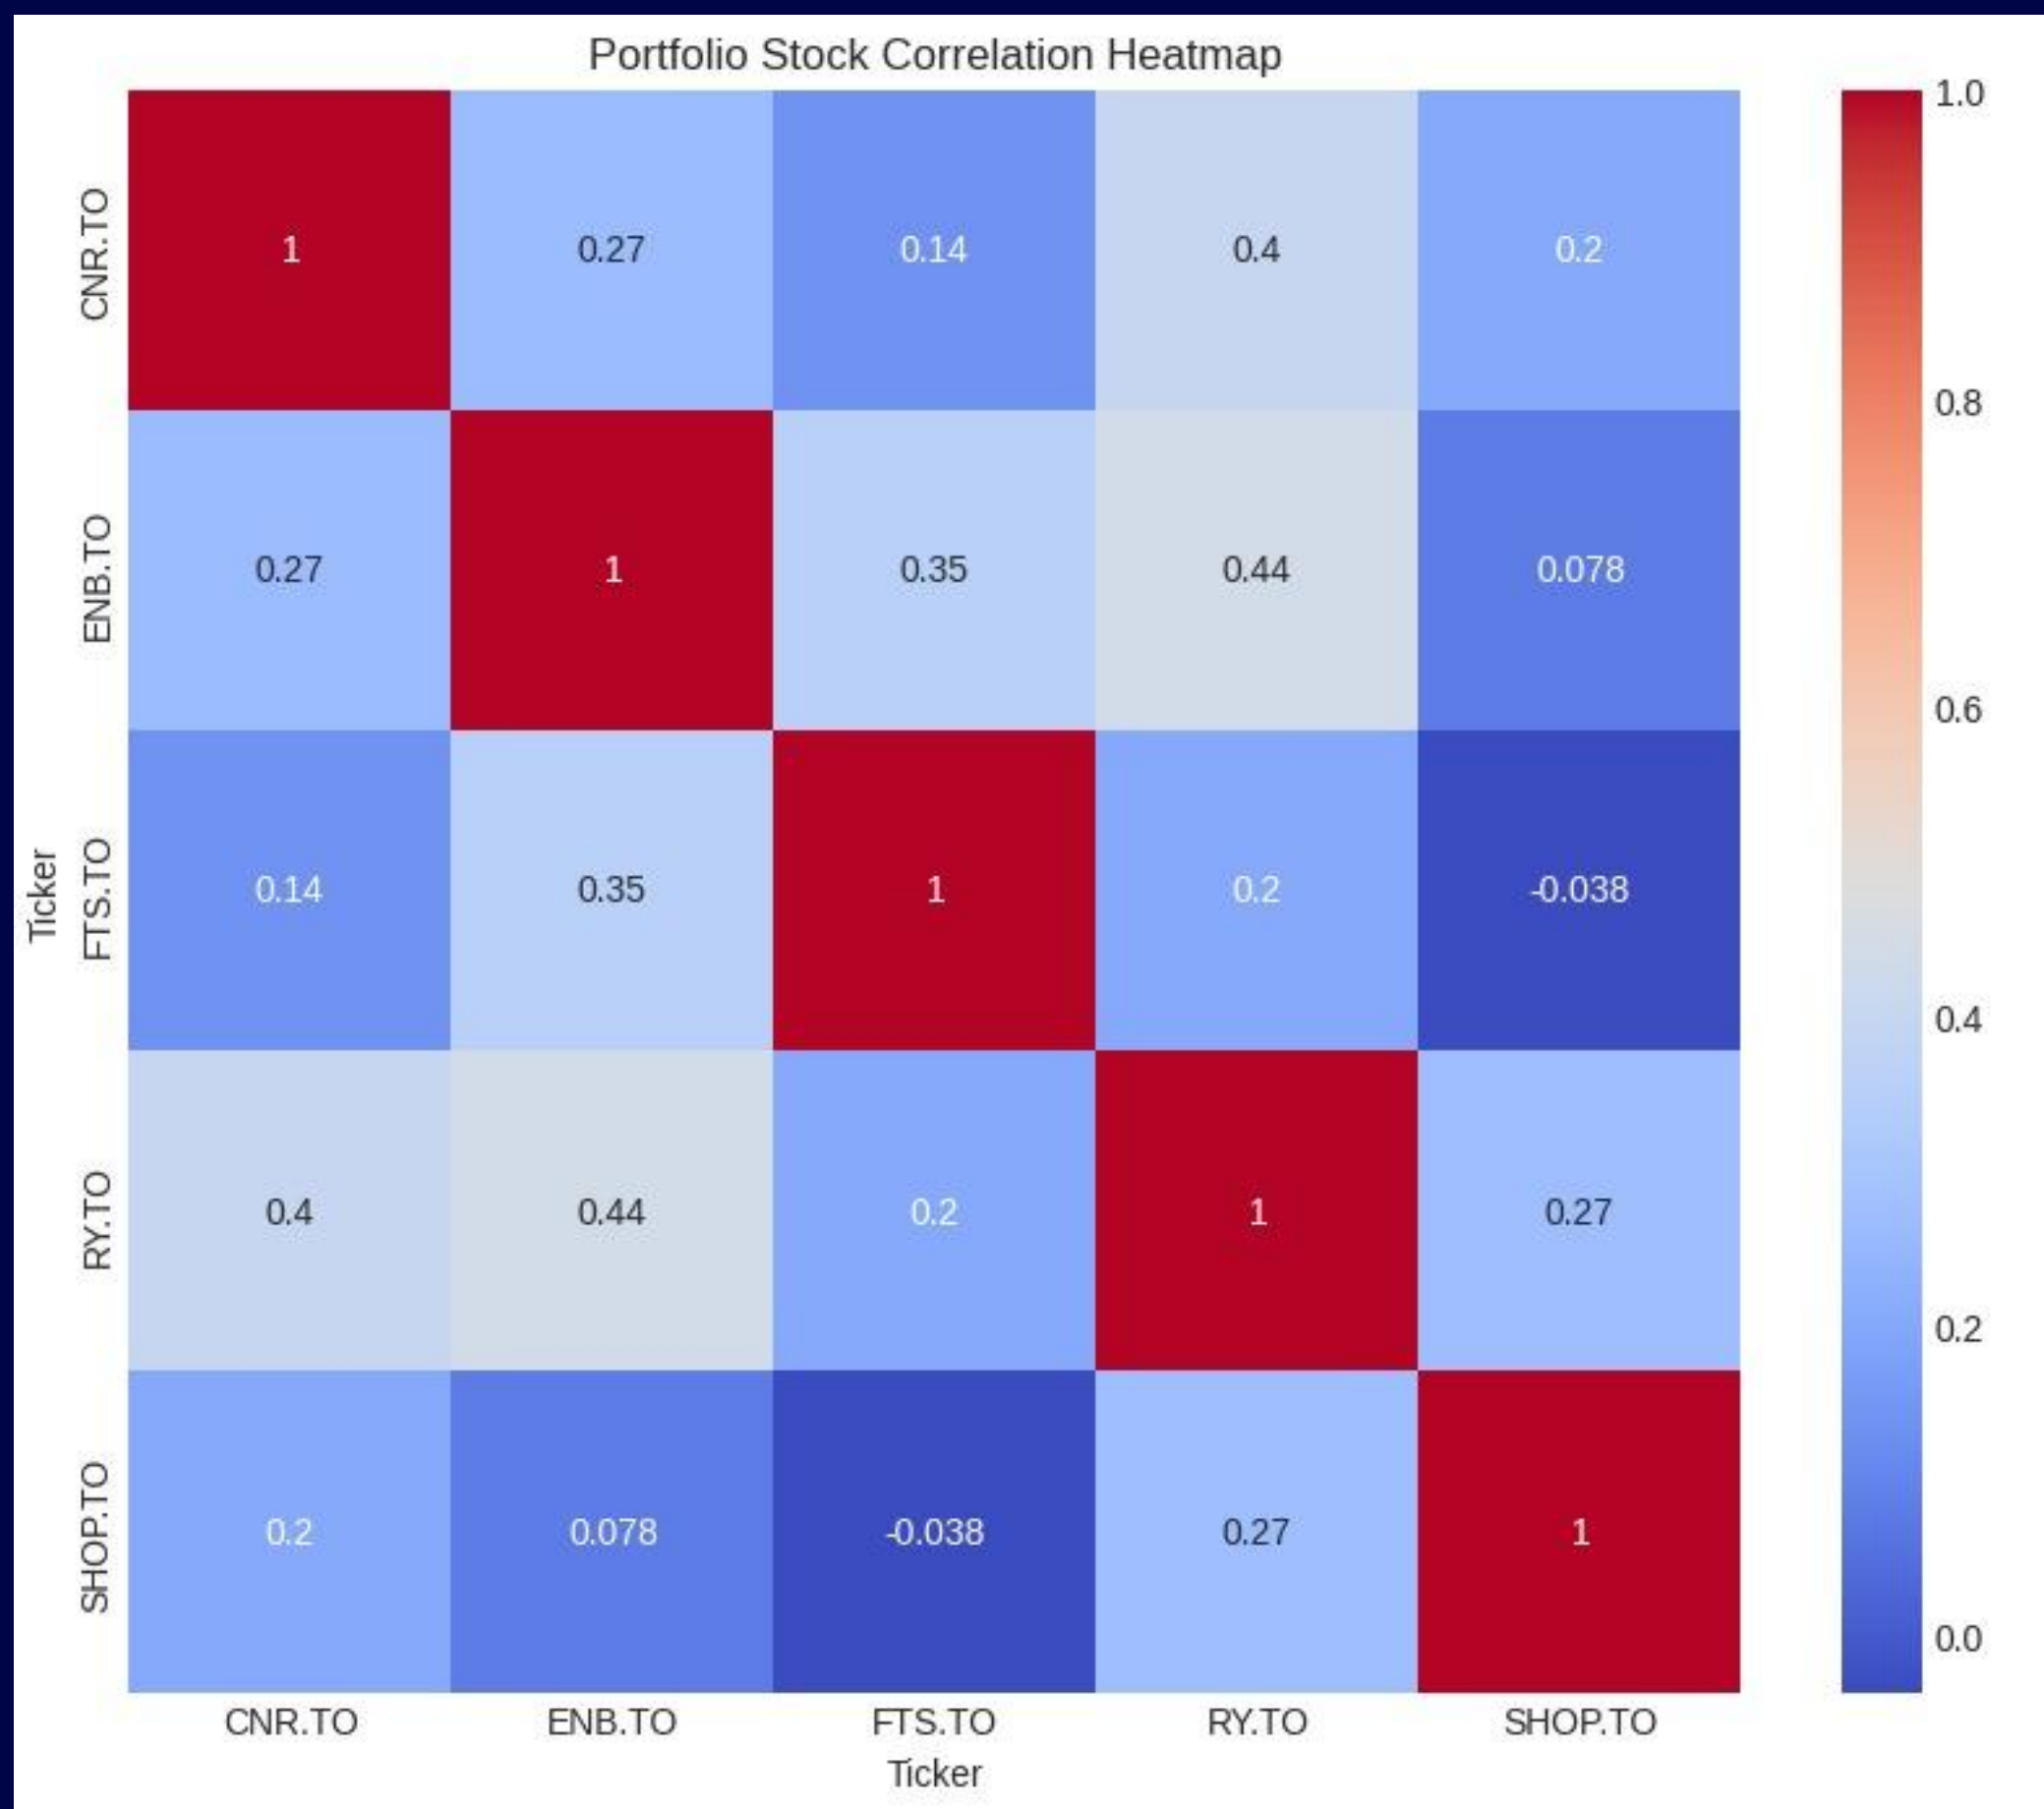 Portfolio Stock Correlation Heatmap
1.0
CNR.TO 1 0.27 0.14 0.4 0.2
0.8
ENB.TO 0.27 1 0.35 0.44 0.078
0.6
Ticker
FTS.TO 0.14 0.35 1 0.2 -0.038
0.4
RY.TO 0.4 0.44 0.2 1 0.27
0.2
SHOP.TO 0.2 0.078 -0.038 0.27 1
0.0
CNR.TO ENB.TO FTS.TO RY.TO SHOP.TO
Ticker